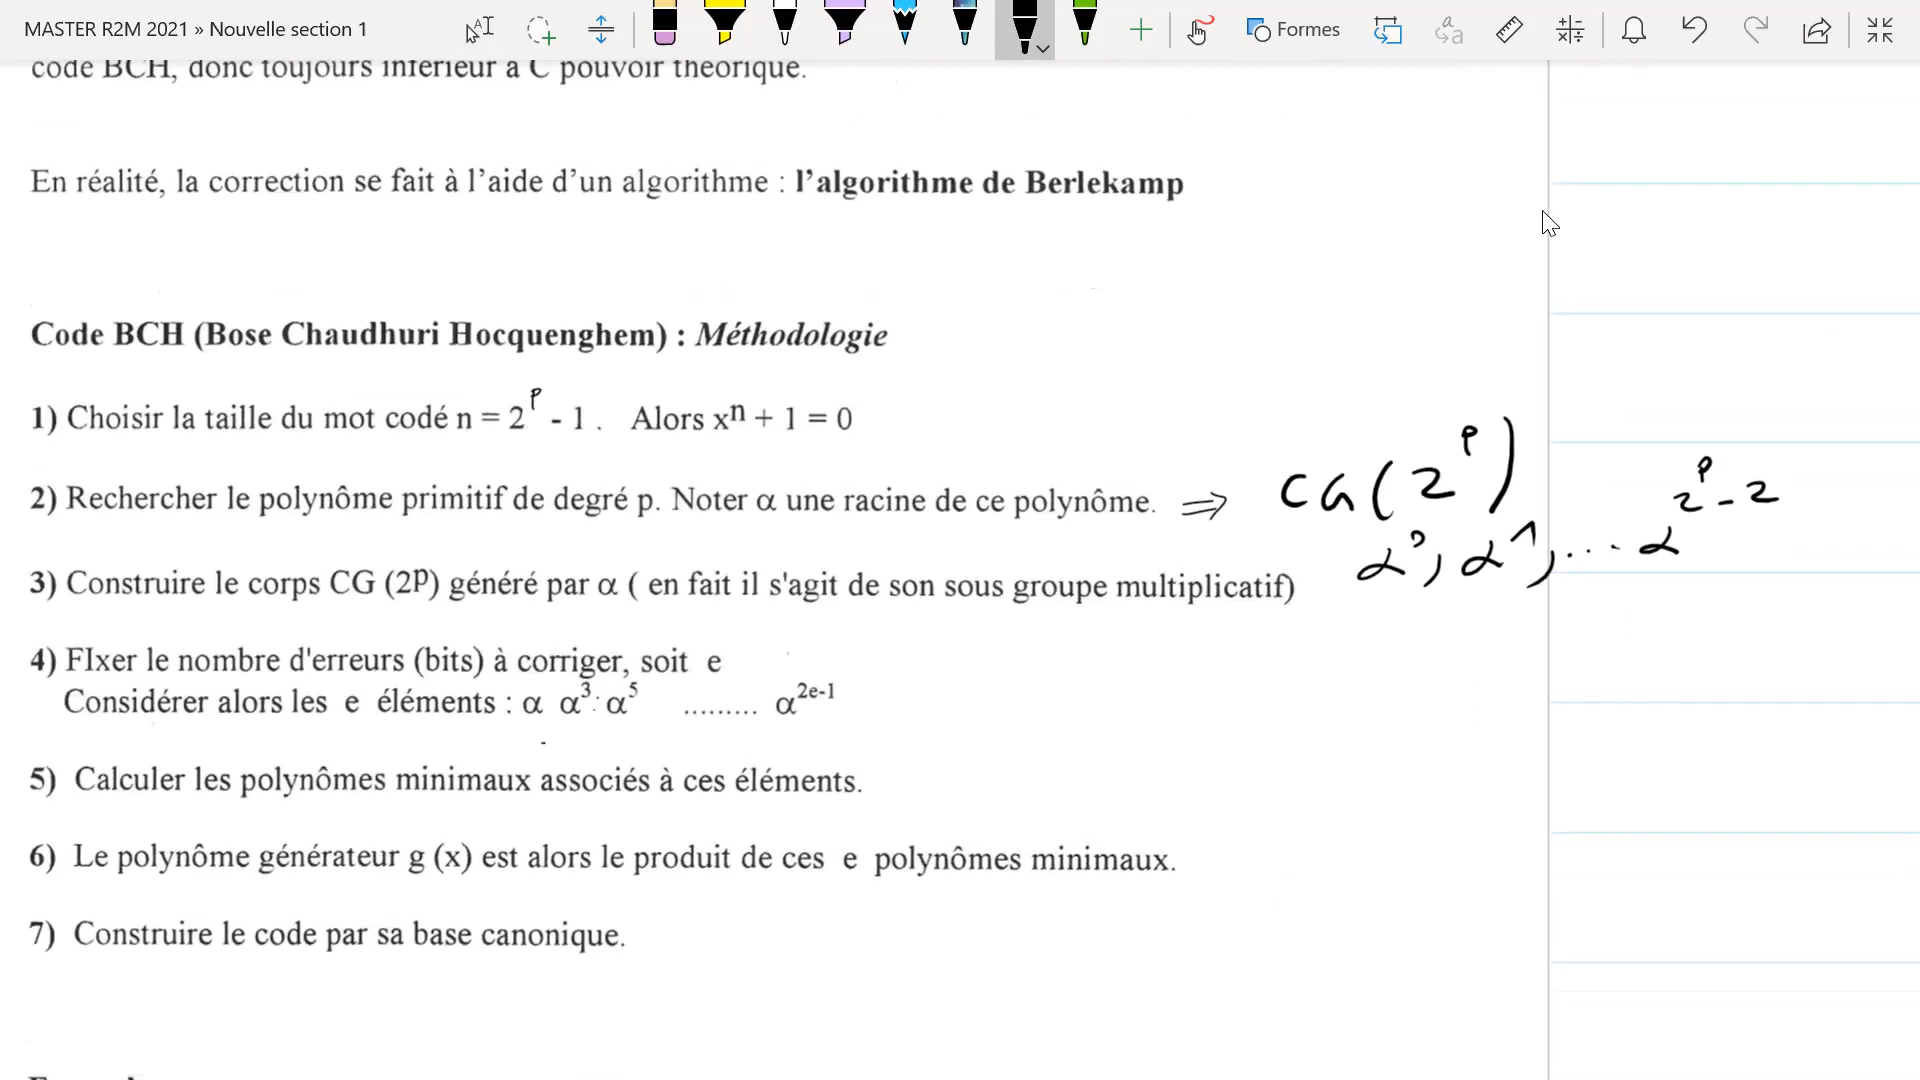 MASTER R2M 2021 » Nouvelle section 1
Formes
code BCH, donc toujours inférieur à C pouvoir théorique.
En réalité, la correction se fait à l'aide d'un algorithme : l'algorithme de Berlekamp
Code BCH (Bose Chaudhuri Hocquenghem) : Méthodologie
1) Choisir la taille du mot codé n = 2^p - 1 . Alors x^n + 1 = 0
2) Rechercher le polynôme primitif de degré p. Noter α une racine de ce polynôme. ⇒ CG(2^p)
α^0, α^1, ... α^2^p-2
3) Construire le corps CG (2^p) généré par α ( en fait il s'agit de son sous groupe multiplicatif)
4) FIxer le nombre d'erreurs (bits) à corriger, soit e
Considérer alors les e éléments : α α^3 α^5 ......... α^2e-1
5) Calculer les polynômes minimaux associés à ces éléments.
6) Le polynôme générateur g (x) est alors le produit de ces e polynômes minimaux.
7) Construire le code par sa base canonique.